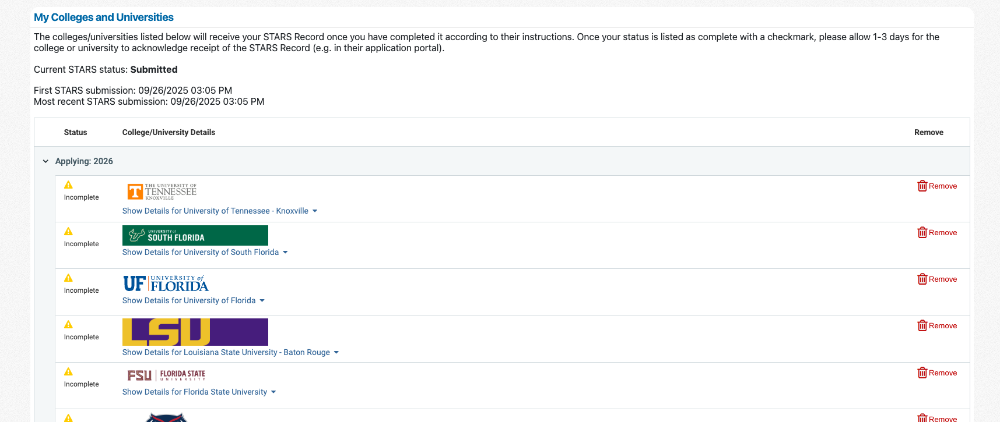 My Colleges and Universities
The colleges/universities listed below will receive your STARS Record once you have completed it according to their instructions. Once your status is listed as complete with a checkmark, please allow 1-3 days for the
college or university to acknowledge receipt of the STARS Record (e.g. in their application portal).
Current STARS status: Submitted
First STARS submission: 09/26/2025 03:05 PM
Most recent STARS submission: 09/26/2025 03:05 PM
Status College/University Details Remove
Applying: 2026
Incomplete
T THE UNIVERSITY OF
TENNESSEE
KNOXVILLE
Remove
Show Details for University of Tennessee - Knoxville
Incomplete
UNIVERSITY of
SOUTH FLORIDA
Remove
Show Details for University of South Florida
Incomplete
UF UNIVERSITY of
FLORIDA
Remove
Show Details for University of Florida
Incomplete
LSU
Remove
Show Details for Louisiana State University - Baton Rouge
Incomplete
FSU FLORIDA STATE
UNIVERSITY
Remove
Show Details for Florida State University
Remove